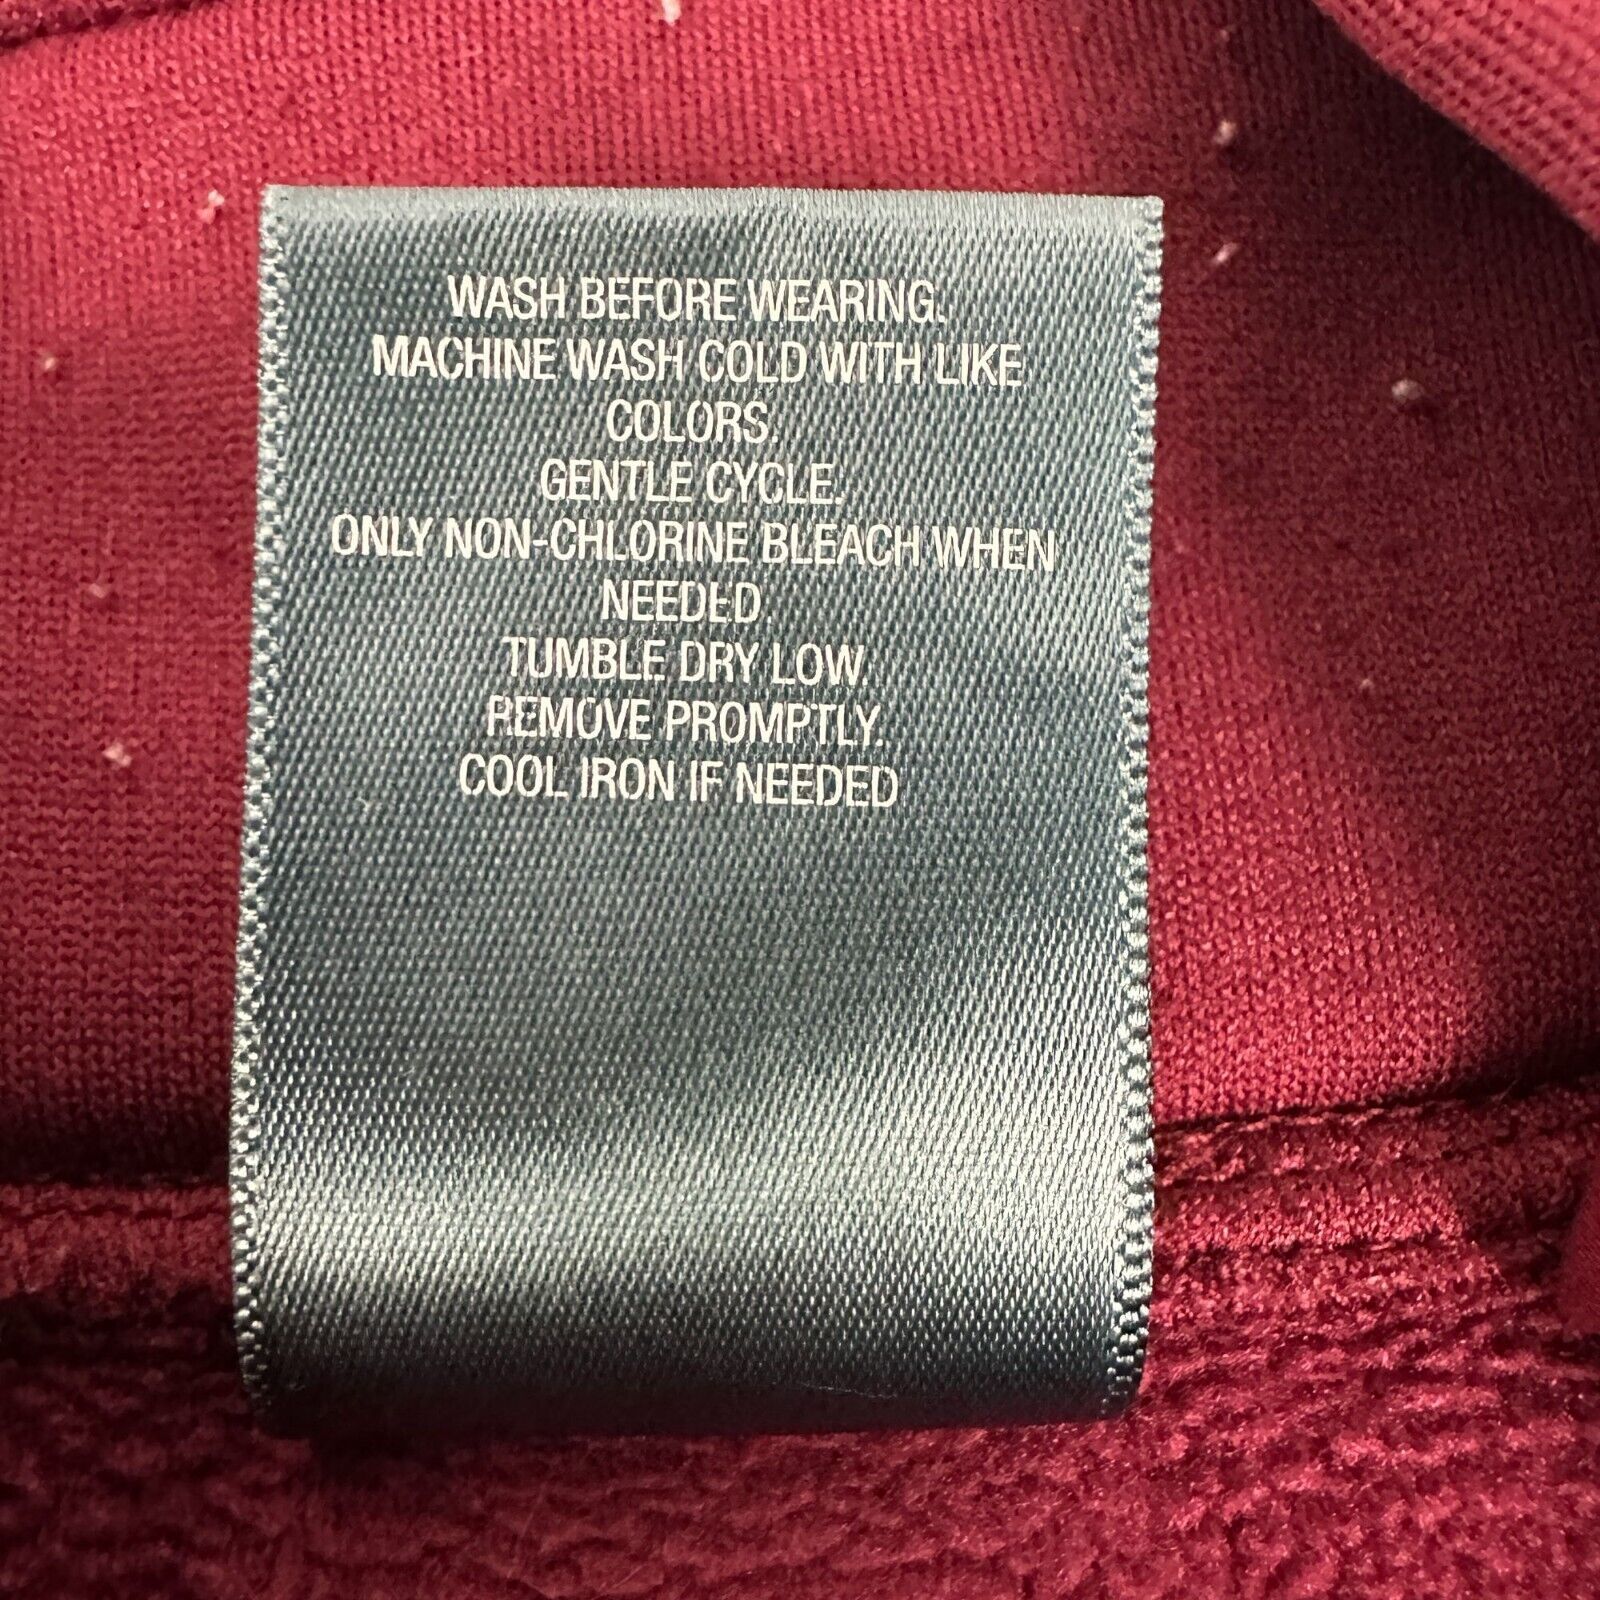 WASH BEFORE WEARING.
MACHINE WASH COLD WITH LIKE
COLORS.
GENTLE CYCLE.
ONLY NON-CHLORINE BLEACH WHEN
NEEDED.
TUMBLE DRY LOW.
REMOVE PROMPTLY.
COOL IRON IF NEEDED